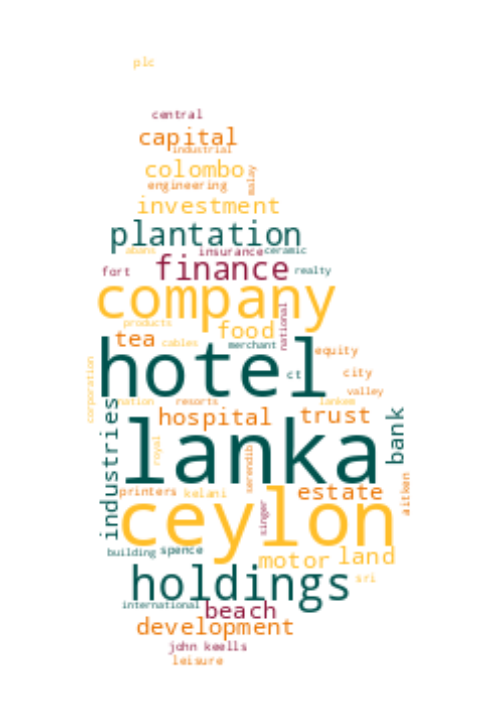 plc
central
capital
industrial
colombo
malay
engineering
investment
plantation
abans
insurance
ceramic
finance
fort
realty
company
national
products
food
tea
cables
merchant
equity
hotel
ct
city
corporation
valley
nation
resorts
lankem
industries
hospital
trust
bank
lanka
royal
serendib
printers
kelani
estate
aitken
ceylon
singer
building
spence
motor
land
sri
holdings
international
beach
development
john keells
leisure